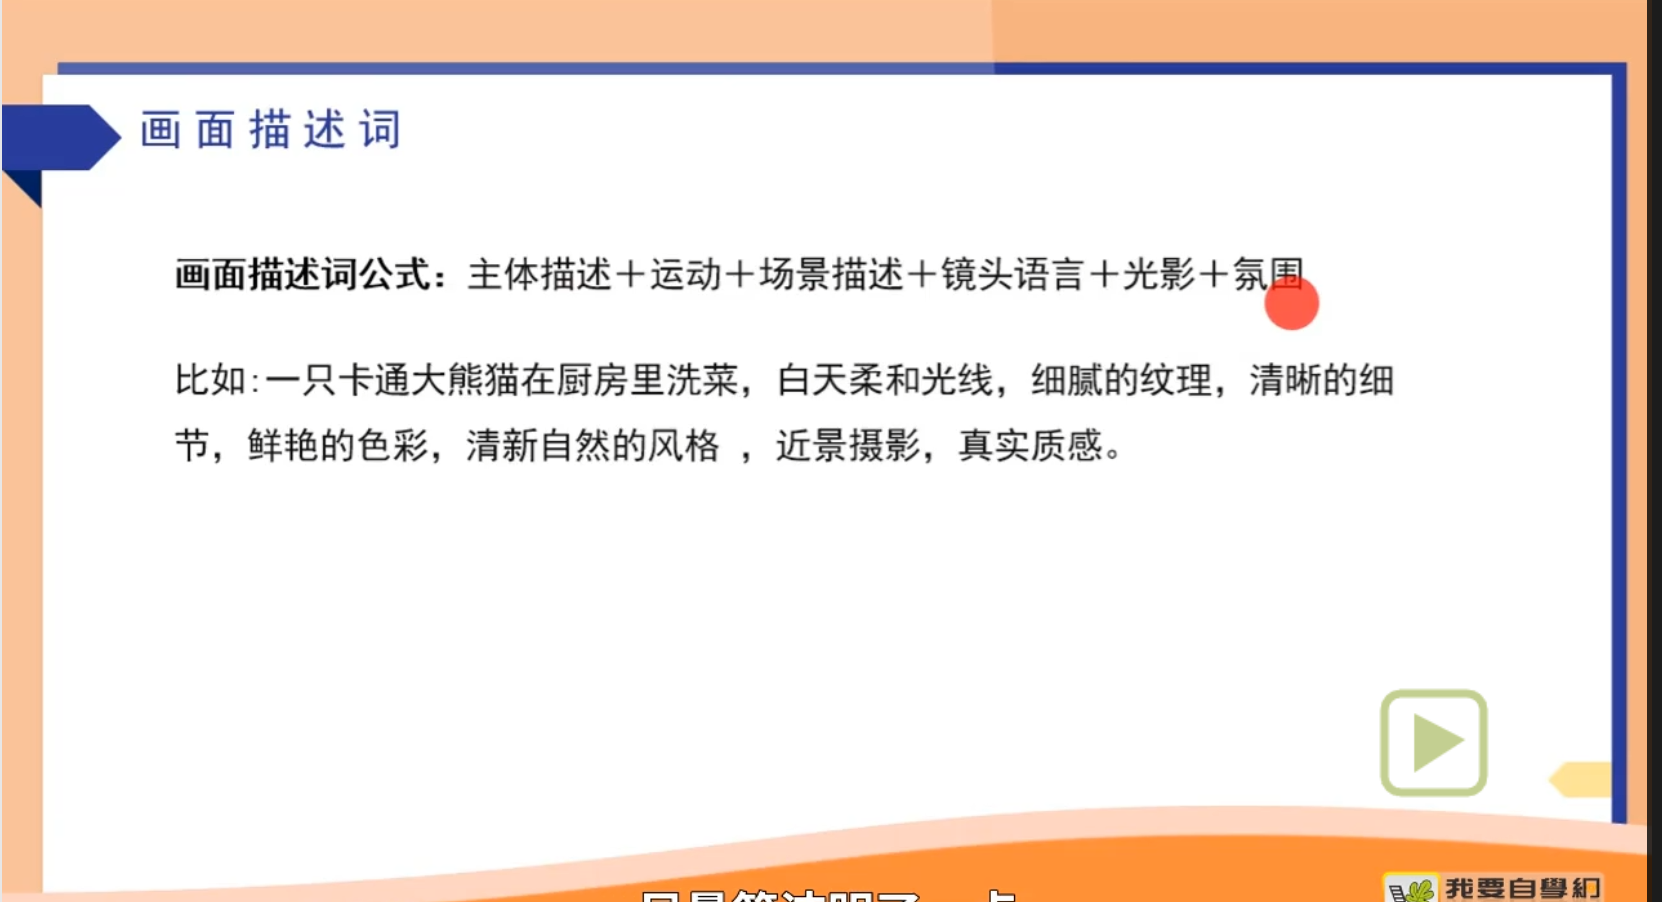 画面描述词
画面描述词公式：主体描述＋运动＋场景描述＋镜头语言＋光影＋氛围
比如:一只卡通大熊猫在厨房里洗菜，白天柔和光线，细腻的纹理，清晰的细
节，鲜艳的色彩，清新自然的风格 ，近景摄影，真实质感。
我要自學網